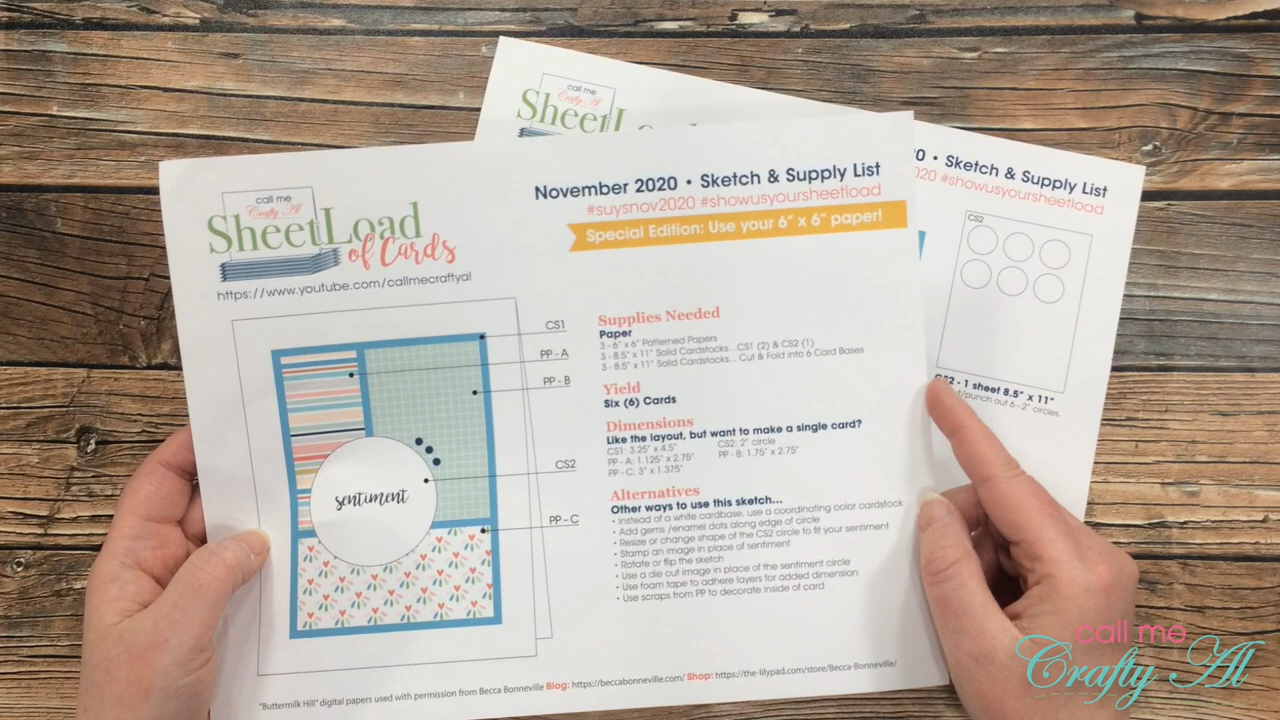 call me
Crafty Al
SheetLoad
of Cards
https://www.youtube.com/callmecraftyal
November 2020 • Sketch & Supply List
#suysnov2020 #showusyoursheetload
Special Edition: Use your 6" x 6" paper!
CS1
PP - A
PP - B
CS2
PP - C
sentiment
Supplies Needed
Paper
3 - 6" x 6" Patterned Papers
3 - 8.5" x 11" Solid Cardstocks... CS1 (2) & CS2 (1)
3 - 8.5" x 11" Solid Cardstocks... Cut & Fold into 6 Card Bases
Yield
Six (6) Cards
Dimensions
Like the layout, but want to make a single card?
CS1: 3.25" x 4.5" CS2: 2" circle
PP - A: 1.125" x 2.75" PP - B: 1.75" x 2.75"
PP - C: 3" x 1.375"
Alternatives
Other ways to use this sketch...
• Instead of a white cardbase, use a coordinating color cardstock
• Add gems /enamel dots along edge of circle
• Resize or change shape of the CS2 circle to fit your sentiment
• Stamp an image in place of sentiment
• Rotate or flip the sketch
• Use a die cut image in place of the sentiment circle
• Use foam tape to adhere layers for added dimension
• Use scraps from PP to decorate inside of card
"Buttermilk Hill" digital papers used with permission from Becca Bonneville Blog: https://beccabonneville.com/ Shop: https://the-lilypad.com/store/Becca-Bonneville/
call me
Crafty Al
SheetL
0 • Sketch & Supply List
020 #showusyoursheetload
CS2
CS2 - 1 sheet 8.5" x 11"
t/punch out 6 - 2" circles.
call me
Crafty Al